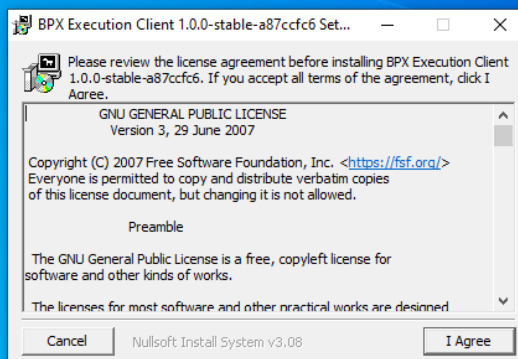 BPX Execution Client 1.0.0-stable-a87ccfc6 Set...
Please review the license agreement before installing BPX Execution Client
1.0.0-stable-a87ccfc6. If you accept all terms of the agreement, click I
Agree.
GNU GENERAL PUBLIC LICENSE
Version 3, 29 June 2007
Copyright (C) 2007 Free Software Foundation, Inc. <https://fsf.org/>
Everyone is permitted to copy and distribute verbatim copies
of this license document, but changing it is not allowed.
Preamble
The GNU General Public License is a free, copyleft license for
software and other kinds of works.
The licenses for most software and other practical works are designed
Cancel
Nullsoft Install System v3.08
I Agree